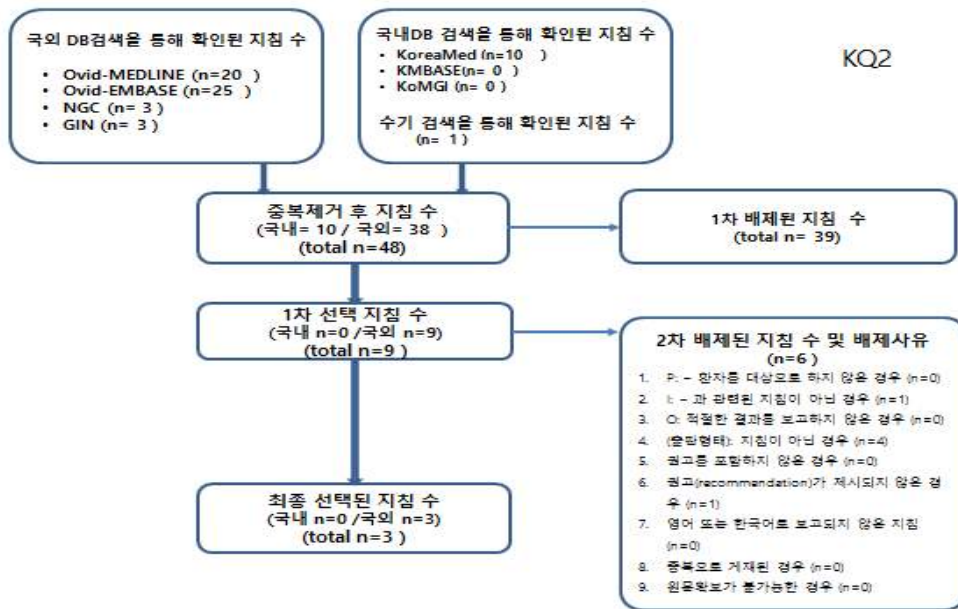 국외 DB검색을 통해 확인된 지침 수
• Ovid-MEDLINE (n=20 )
• Ovid-EMBASE (n=25 )
• NGC (n= 3 )
• GIN (n= 3 )
국내DB 검색을 통해 확인된 지침 수
• KoreaMed (n=10 )
• KMBASE(n= 0 )
• KoMGI (n= 0 )
수기 검색을 통해 확인된 지침 수
(n= 1 )
KQ2
중복제거 후 지침 수
(국내= 10 / 국외= 38 )
(total n=48)
1차 배제된 지침 수
(total n= 39)
1차 선택 지침 수
(국내 n=0 /국외 n=9)
(total n=9 )
2차 배제된 지침 수 및 배제사유
(n=6 )
1. P: – 환자를 대상으로 하지 않은 경우 (n=0)
2. I: – 과 관련된 지침이 아닌 경우 (n=1)
3. O: 적절한 결과를 보고하지 않은 경우 (n=0)
4. (출판형태): 지침이 아닌 경우 (n=4)
5. 권고를 포함하지 않은 경우 (n=0)
6. 권고(recommendation)가 제시되지 않은 경
우 (n=1)
7. 영어 또는 한국어로 보고되지 않은 지침
(n=0)
8. 중복으로 게재된 경우 (n=0)
9. 원문확보가 불가능한 경우 (n=0)
최종 선택된 지침 수
(국내 n=0 /국외 n=3)
(total n=3 )